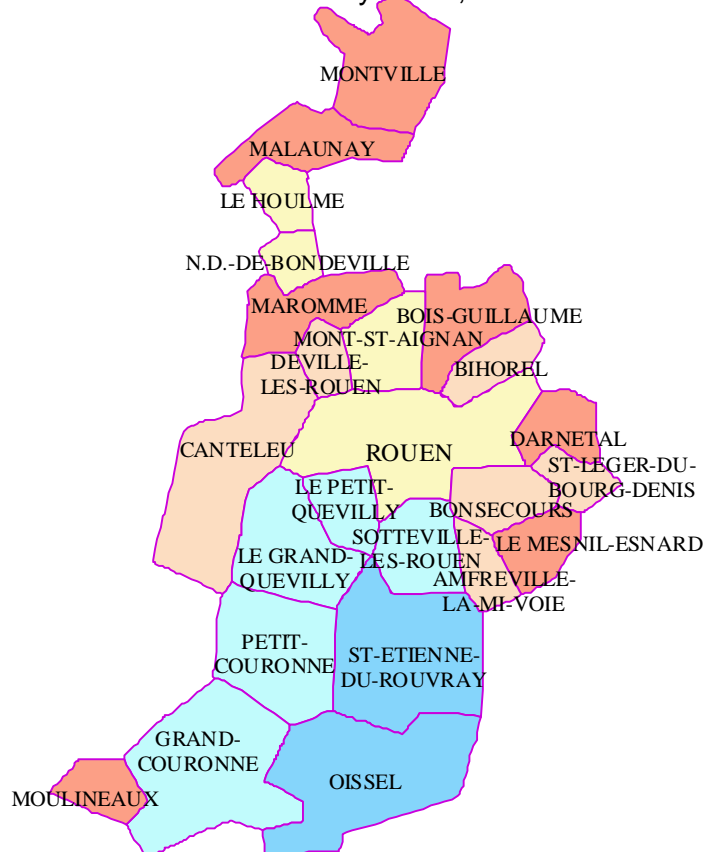 y
,
MONTVILLE
MALAUNAY
LE HOULME
N.D.-DE-BONDEVILLE
MAROMME
BOIS-GUILLAUME
MONT-ST-AIGNAN
DEVILLE-
LES-ROUEN
BIHOREL
CANTELEU
ROUEN
DARNETAL
ST-LEGER-DU-
BOURG-DENIS
LE PETIT-
QUEVILLY
BONSECOURS
SOTTEVILLE-
LES-ROUEN
LE MESNIL-ESNARD
LE GRAND-
QUEVILLY
AMFREVILLE-
LA-MI-VOIE
PETIT-
COURONNE
ST-ETIENNE-
DU-ROUVRAY
GRAND-
COURONNE
OISSEL
MOULINEAUX